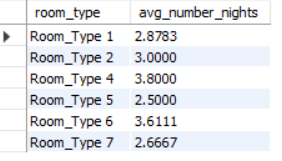 room_type avg_number_nights
Room_Type 1 2.8783
Room_Type 2 3.0000
Room_Type 4 3.8000
Room_Type 5 2.5000
Room_Type 6 3.6111
Room_Type 7 2.6667